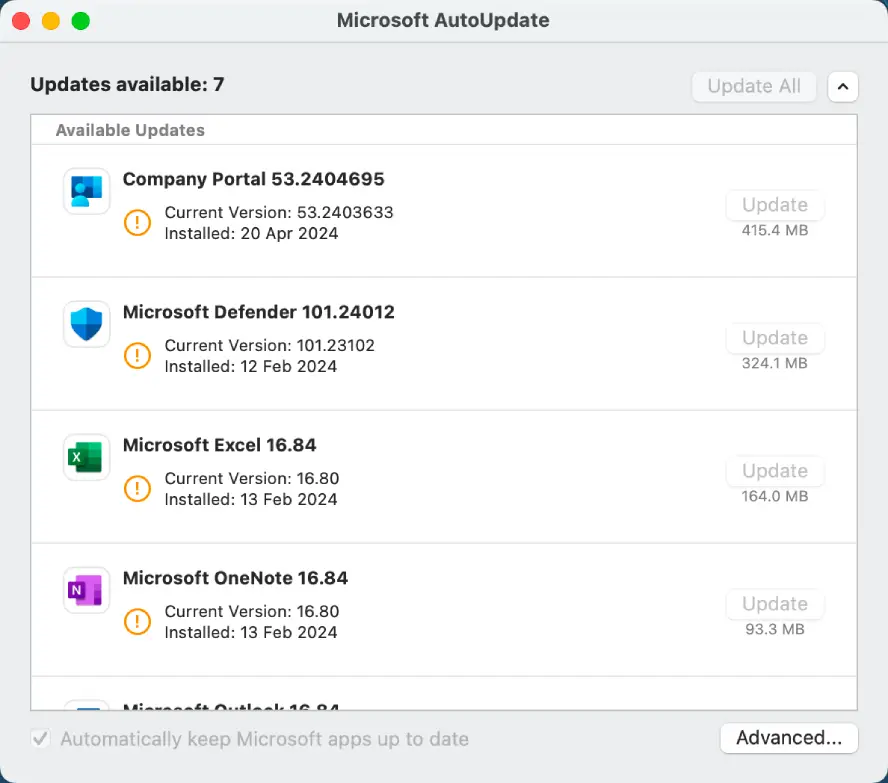 Microsoft AutoUpdate
Updates available: 7
Update All
Available Updates
Company Portal 53.2404695
Current Version: 53.2403633
Installed: 20 Apr 2024
Update
415.4 MB
Microsoft Defender 101.24012
Current Version: 101.23102
Installed: 12 Feb 2024
Update
324.1 MB
Microsoft Excel 16.84
Current Version: 16.80
Installed: 13 Feb 2024
Update
164.0 MB
Microsoft OneNote 16.84
Current Version: 16.80
Installed: 13 Feb 2024
Update
93.3 MB
Microsoft Outlook 16.84
Automatically keep Microsoft apps up to date
Advanced...